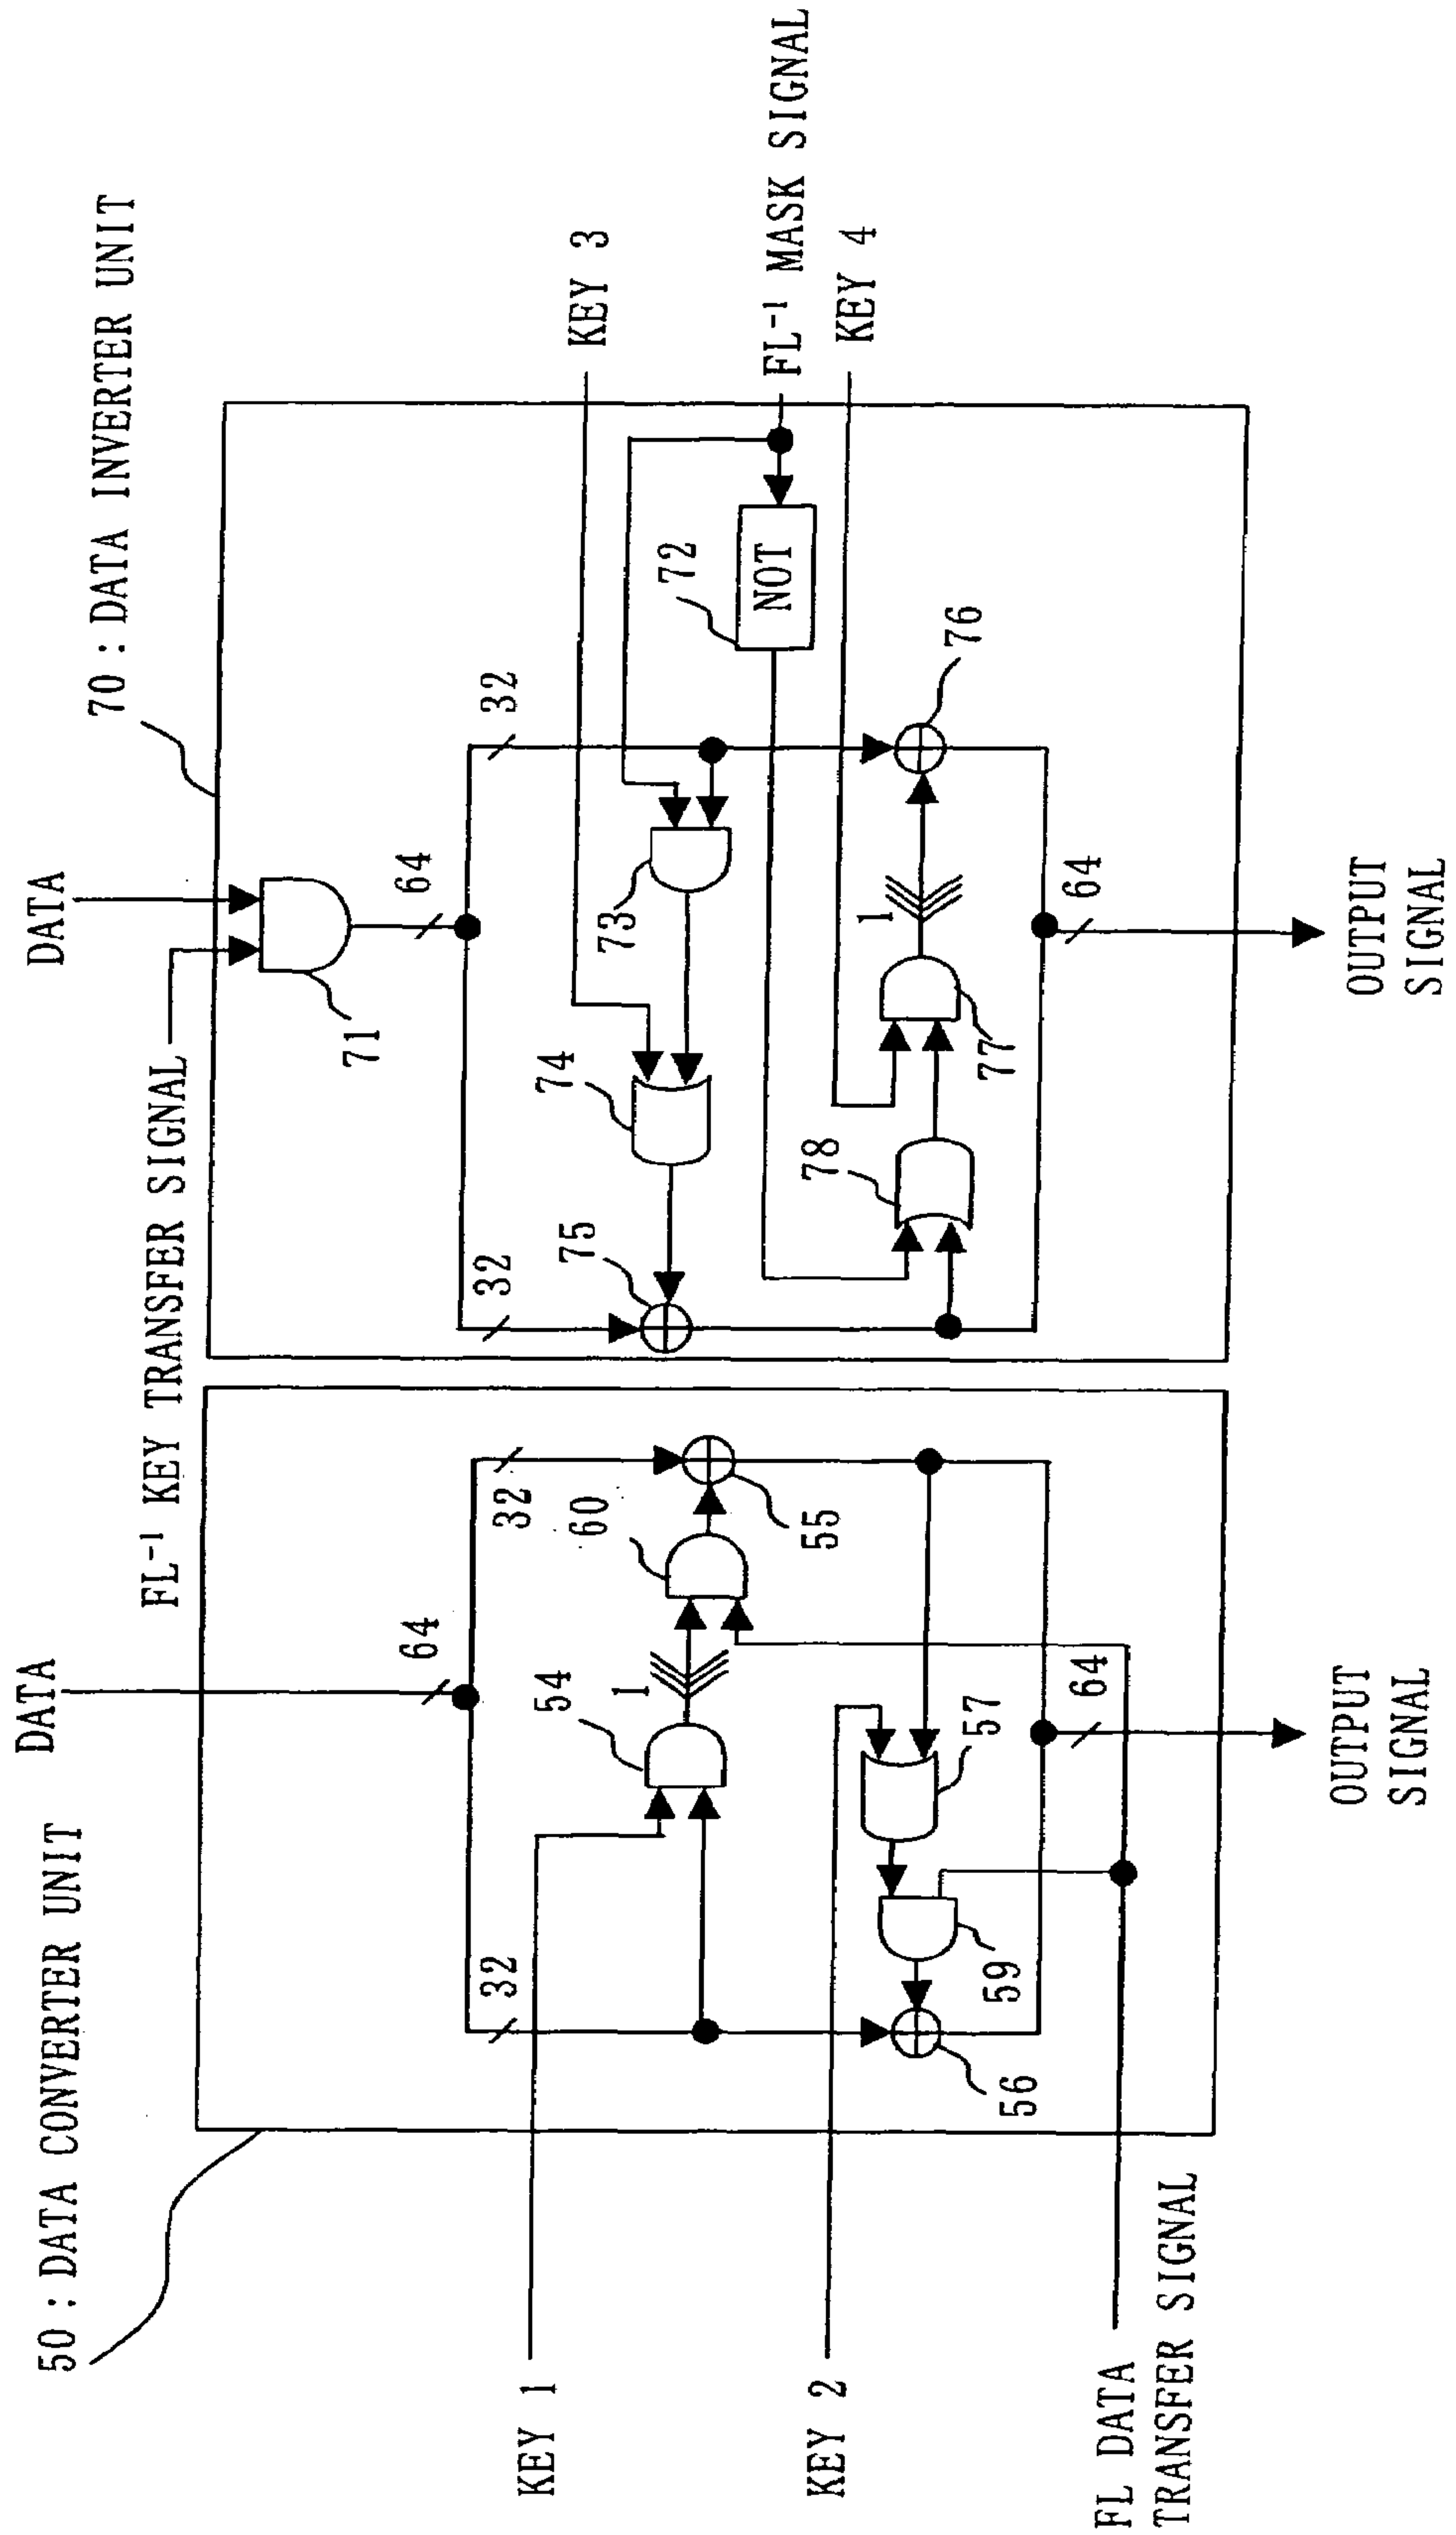 50 : DATA CONVERTER UNIT
DATA
64
32
32
KEY 1
54
1
60
55
KEY 2
57
59
56
FL DATA
TRANSFER SIGNAL
64
OUTPUT
SIGNAL
70 : DATA INVERTER UNIT
DATA
FL⁻¹ KEY TRANSFER SIGNAL
71
64
32
32
KEY 3
FL⁻¹ MASK SIGNAL
KEY 4
72
NOT
73
74
75
76
1
77
78
64
OUTPUT
SIGNAL